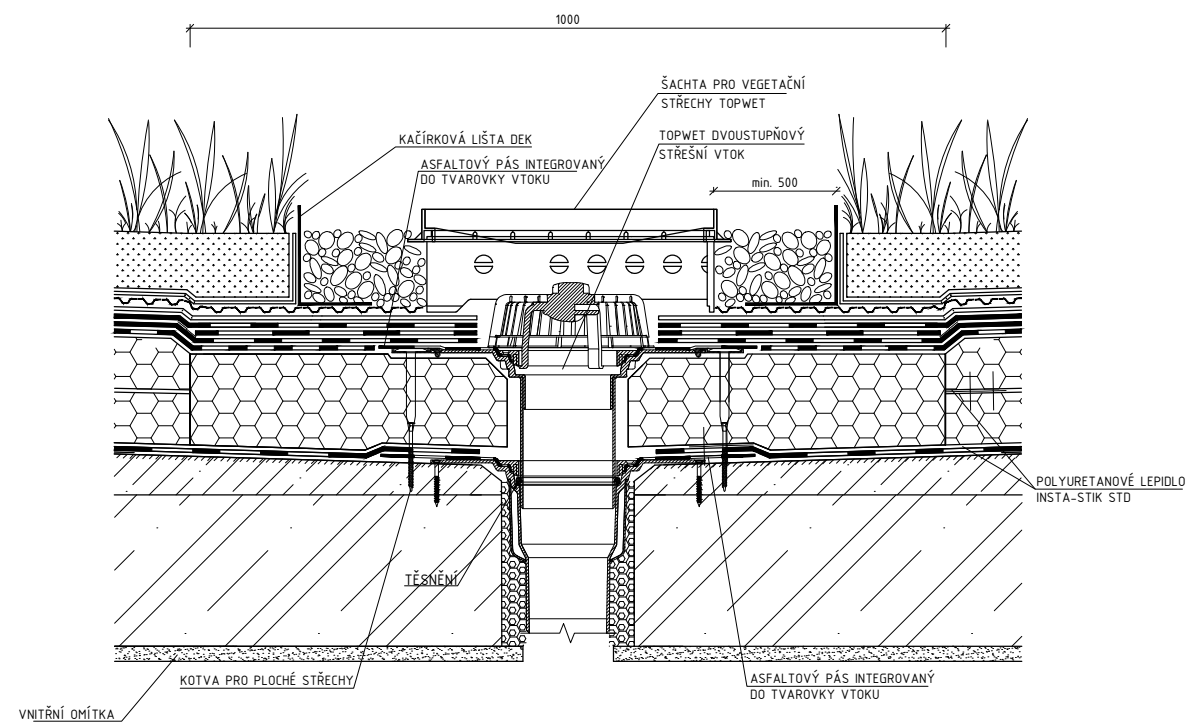 1000
ŠACHTA PRO VEGETAČNÍ
STŘECHY TOPWET
KAČÍRKOVÁ LIŠTA DEK
TOPWET DVOUSTUPŇOVÝ
STŘEŠNÍ VTOK
ASFALTOVÝ PÁS INTEGROVANÝ
DO TVAROVKY VTOKU
min. 500
POLYURETANOVÉ LEPIDLO
INSTA-STIK STD
TĚSNĚNÍ
KOTVA PRO PLOCHÉ STŘECHY
ASFALTOVÝ PÁS INTEGROVANÝ
DO TVAROVKY VTOKU
VNITŘNÍ OMÍTKA